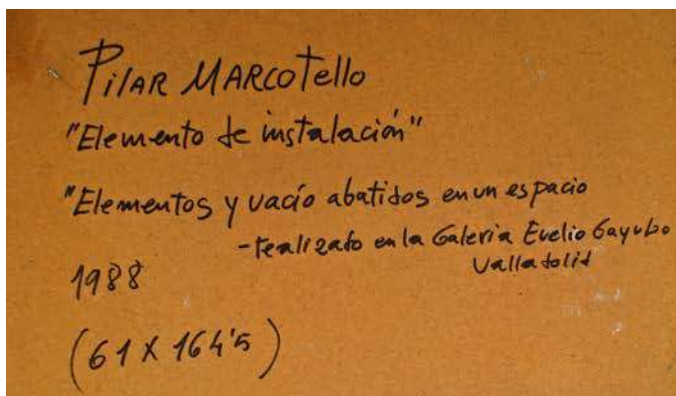 PilAR MARCOTello
"Elemento de instalación"
"Elementos y vacío abatidos en un espacio
- realizado en la Galeria Evelio Gayubo
Valladolid
1988
(61 X 164'5)